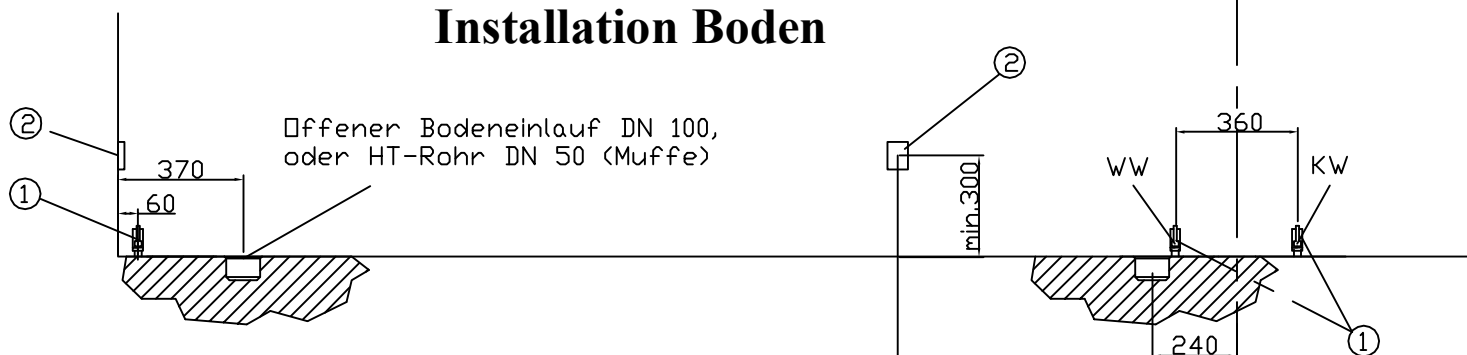 Installation Boden
2
2
Offener Bodeneinlauf DN 100,
oder HT-Rohr DN 50 (Muffe)
360
WW
KW
370
1
60
min.300
240
1